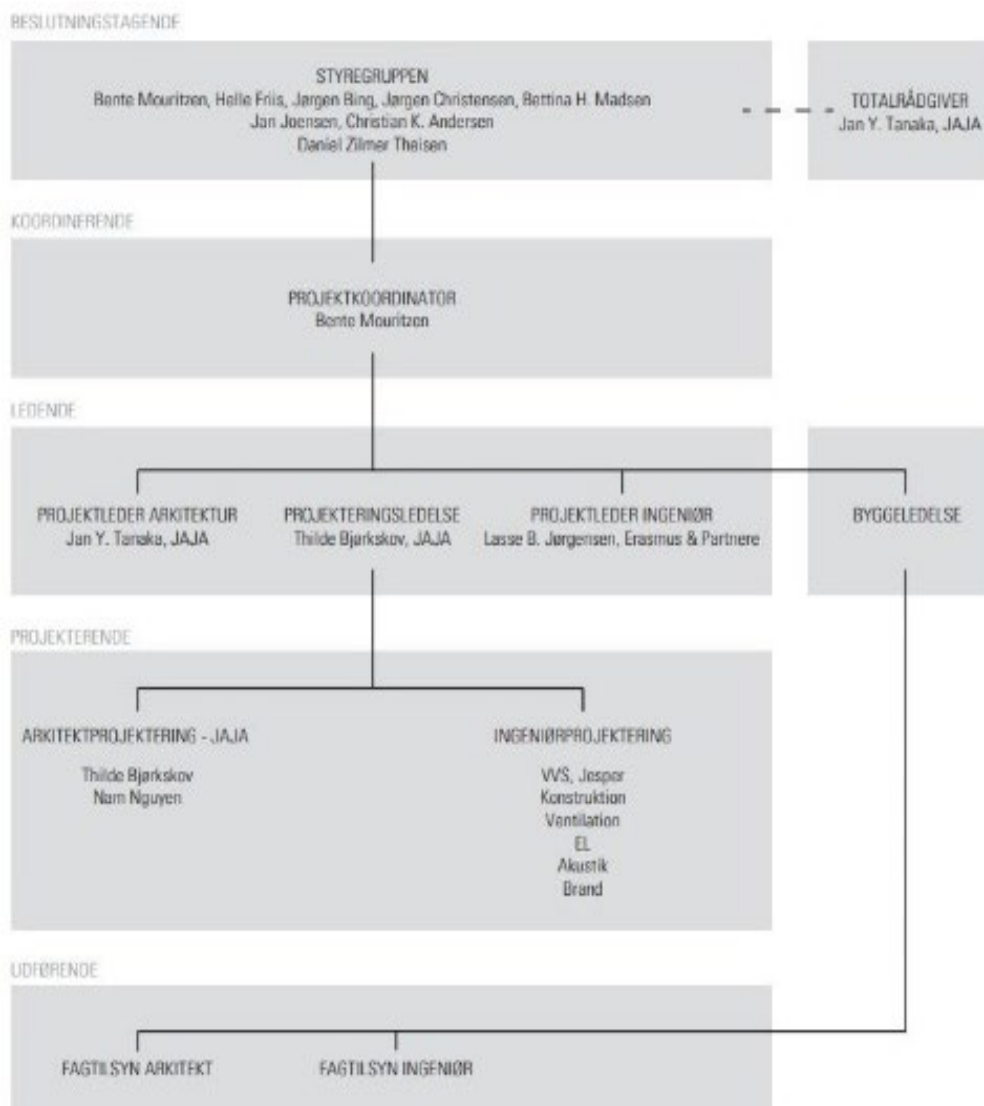 BESLUTNINGSTAGENDE
STYREGRUPPEN
Bente Mouritzen, Helle Friis, Jørgen Bing, Jørgen Christensen, Bettina H. Madsen
Jan Joensen, Christian K. Andersen
Daniel Zilmer Theisen
TOTALRÅDGIVER
Jan Y. Tanaka, JAJA
KOORDINERENDE
PROJEKTKOORDINATOR
Bente Mouritzen
LEDENDE
PROJEKTLEDER ARKITEKTUR
Jan Y. Tanaka, JAJA
PROJEKTERINGSLEDELSE
Thilde Bjørkskov, JAJA
PROJEKTLEDER INGENIØR
Lasse B. Jørgensen, Erasmus & Partnere
BYGGELEDELSE
PROJEKTERENDE
ARKITEKTPROJEKTERING - JAJA
Thilde Bjørkskov
Nam Nguyen
INGENIØRPROJEKTERING
VVS, Jesper
Konstruktion
Ventilation
EL
Akustik
Brand
UDFØRENDE
FAGTILSYN ARKITEKT
FAGTILSYN INGENIØR